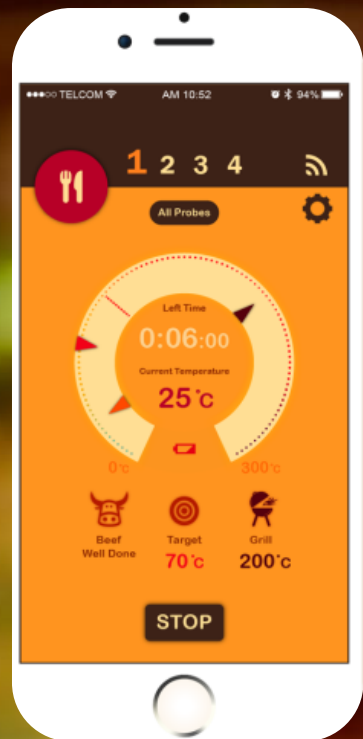 TELCOM
AM 10:52
94%
1 2 3 4
All Probes
Left Time
0:06:00
Current Temperature
25°C
0°C
300°C
Beef
Well Done
Target
70°C
Grill
200°C
STOP